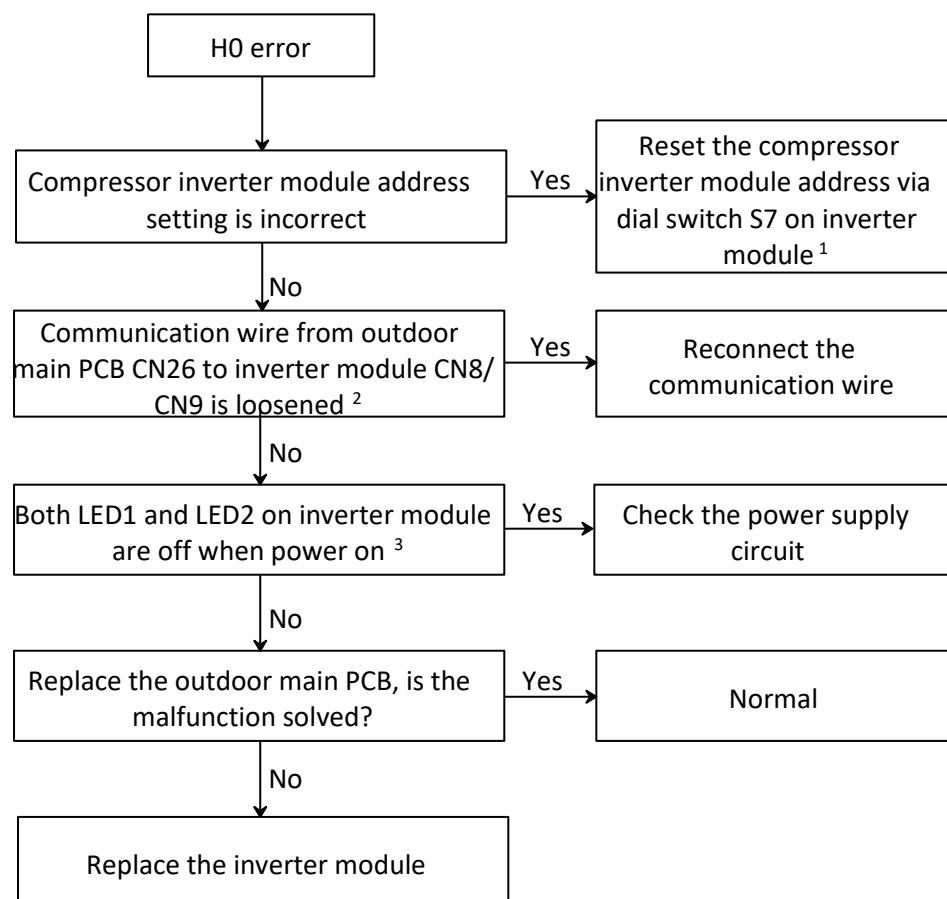 H0 error
Compressor inverter module address
setting is incorrect
Yes
Reset the compressor
inverter module address via
dial switch S7 on inverter
module 1
No
Communication wire from outdoor
main PCB CN26 to inverter module CN8/
CN9 is loosened 2
Yes
Reconnect the
communication wire
No
Both LED1 and LED2 on inverter module
are off when power on 3
Yes
Check the power supply
circuit
No
Replace the outdoor main PCB, is the
malfunction solved?
Yes
Normal
No
Replace the inverter module